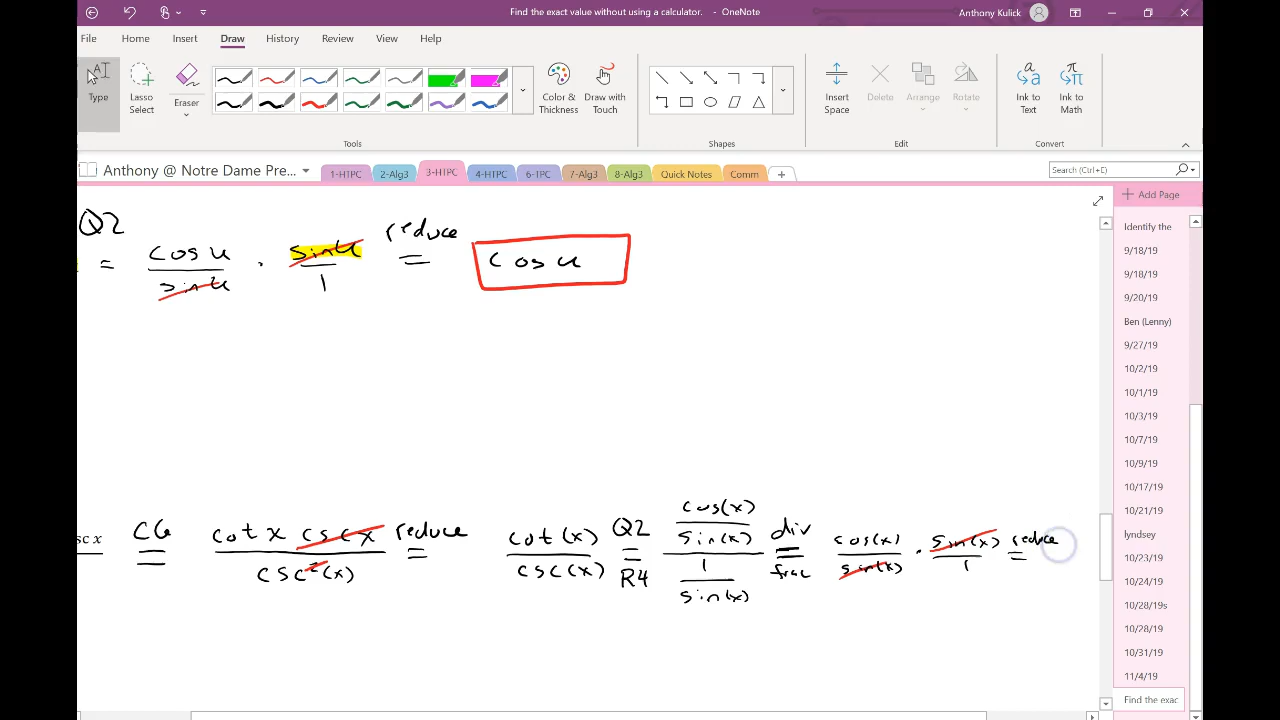 Find the exact value without using a calculator. - OneNote
Anthony Kulick
File Home Insert Draw History Review View Help
Type
Lasso Select
Eraser
Color & Thickness
Draw with Touch
Insert Space
Delete
Arrange
Rotate
Ink to Text
Ink to Math
Tools
Shapes
Edit
Convert
Anthony @ Notre Dame Pre...
1-HTPC 2-Alg3 3-HTPC 4-HTPC 6-TPC 7-Alg3 8-Alg3 Quick Notes Comm +
Search (Ctrl+E)
Add Page
Identify the
9/18/19
9/18/19
9/20/19
Ben (Lenny)
9/27/19
10/2/19
10/1/19
10/3/19
10/7/19
10/9/19
10/17/19
10/21/19
lyndsey
10/23/19
10/24/19
10/28/19s
10/28/19
10/31/19
11/4/19
Find the exac
Q2
= cos u / sin u · sin u / 1 reduce = cos u
sc x C6 = cot x csc x / csc²(x) reduce = cot(x) / csc(x) Q2 = R4 cos(x) / sin(x) / 1 / sin(x) div = frac cos(x) / sin(x) · sin(x) / 1 reduce =